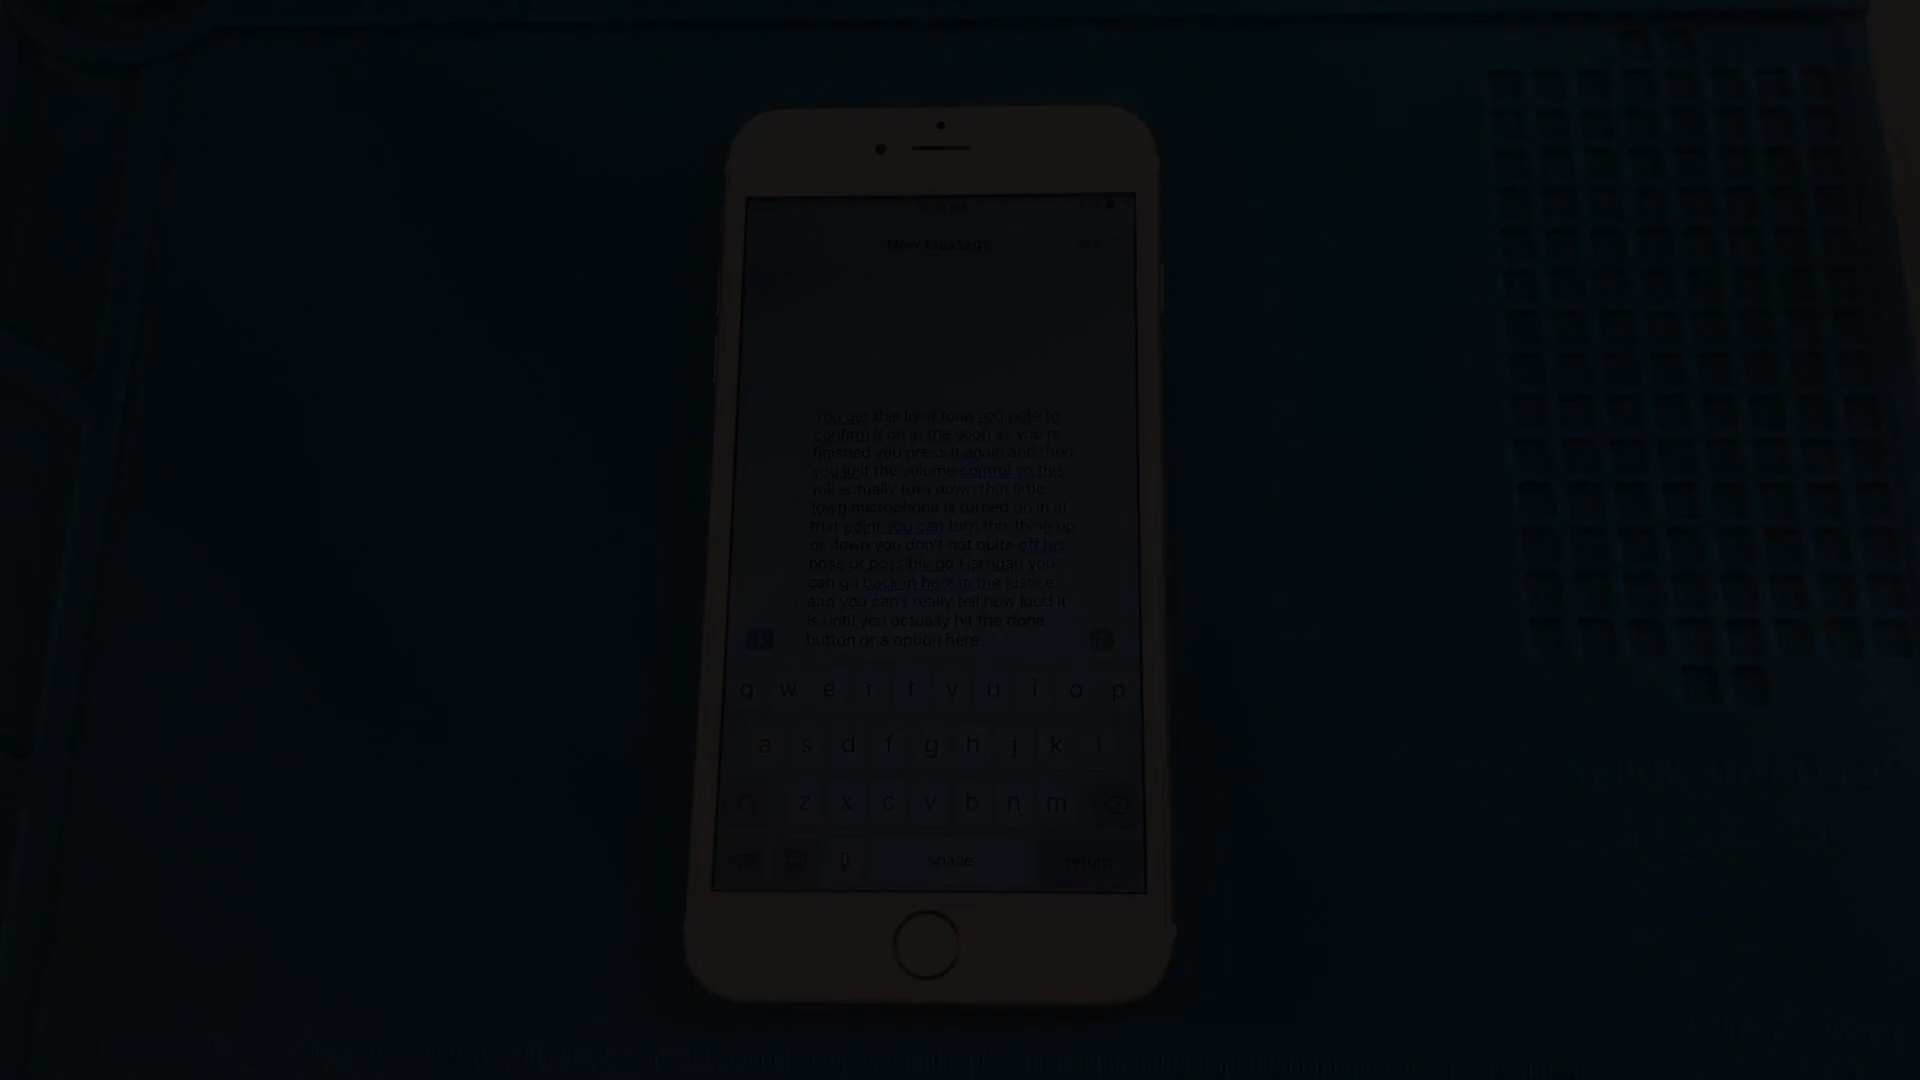 New Message
Cancel
You get this loud tone you note to
confirm it on in the soon as you're
finished you press it again and then
you just the volume control so this
will actually turn down that little
town microphone is turned on in at
that point you can turn this thing up
or down you don't not quite off his
nose or possibly go Harrigan you
can go back in here in the justice
and you can't really tell how loud it
is until you actually hit the done
button or a option here
q w e r t y u i o p
a s d f g h j k l
z x c v b n m
space return